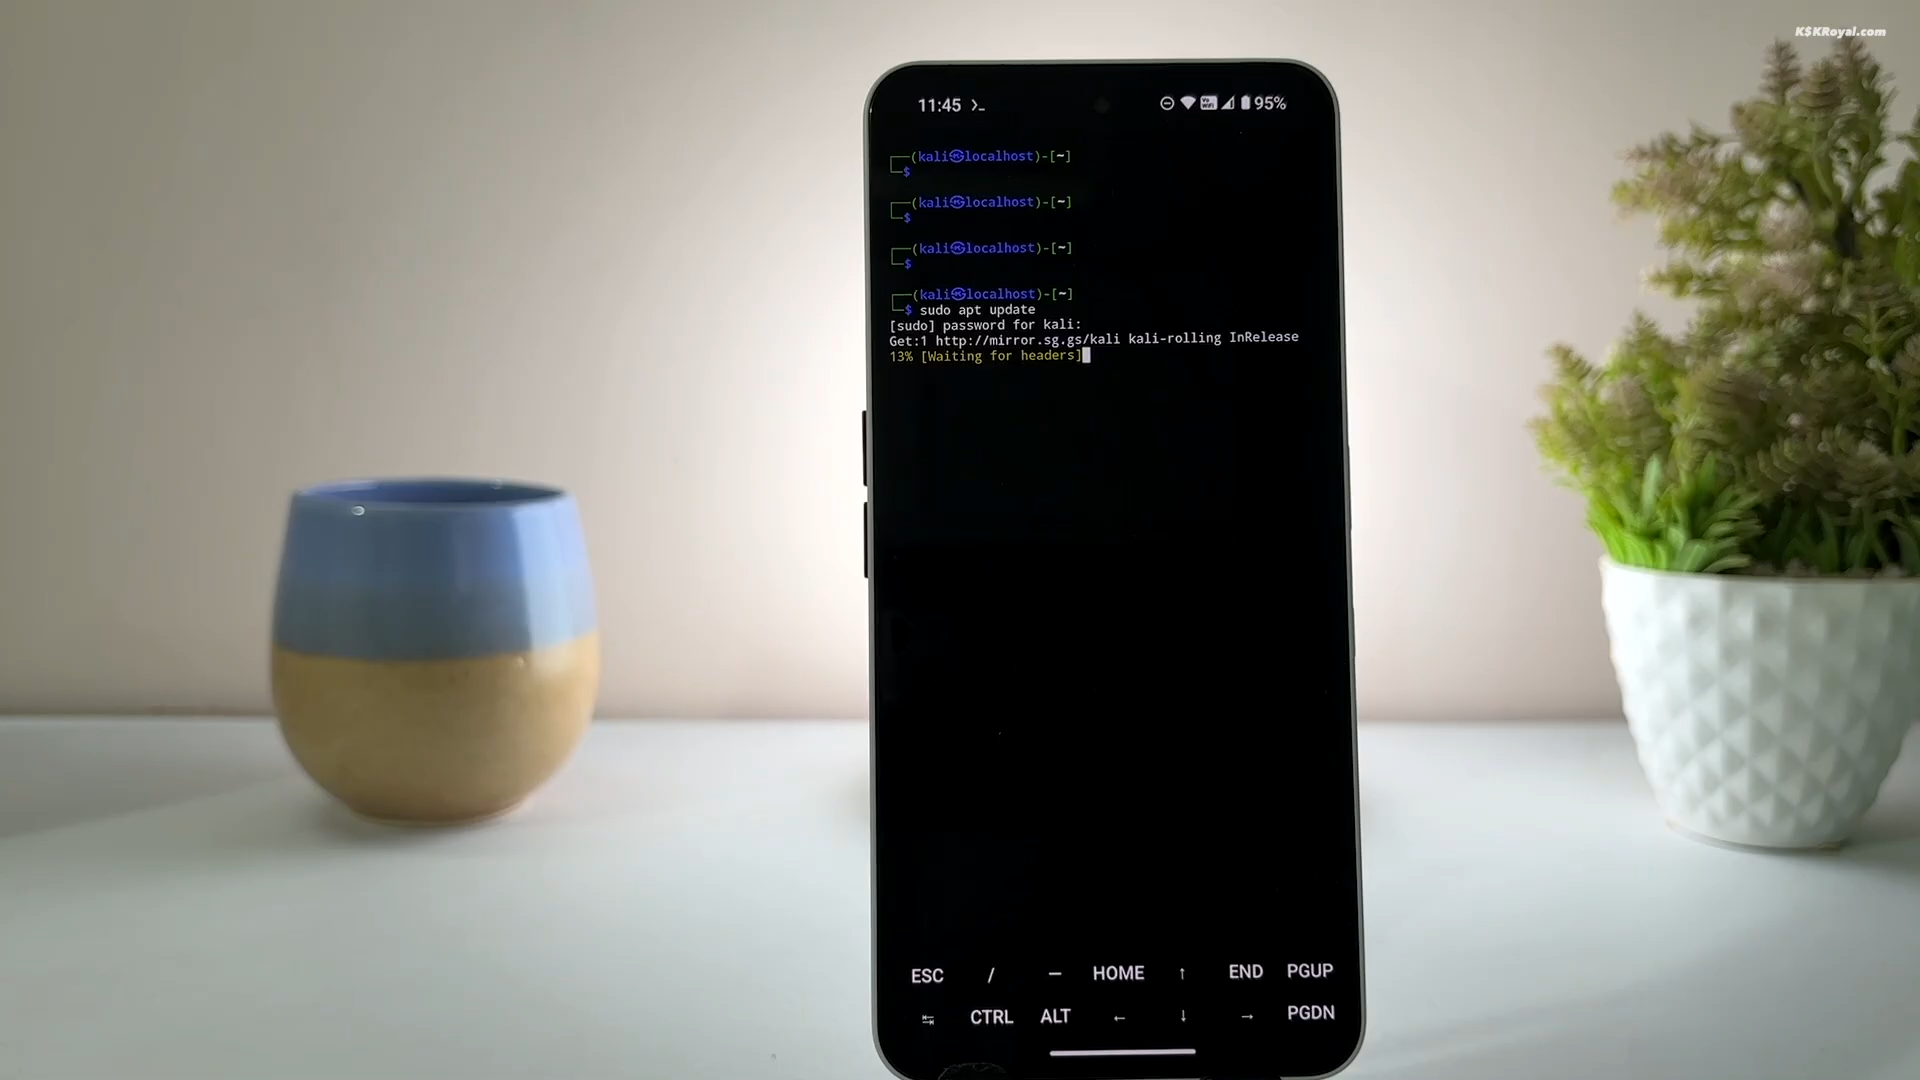 K$KRoyal.com
11:45 >_ 95%
┌──(kali㉿localhost)-[~]
└─$
┌──(kali㉿localhost)-[~]
└─$
┌──(kali㉿localhost)-[~]
└─$
┌──(kali㉿localhost)-[~]
└─$ sudo apt update
[sudo] password for kali:
Get:1 http://mirror.sg.gs/kali kali-rolling InRelease
13% [Waiting for headers]
ESC / — HOME ↑ END PGUP
↹ CTRL ALT ← ↓ → PGDN